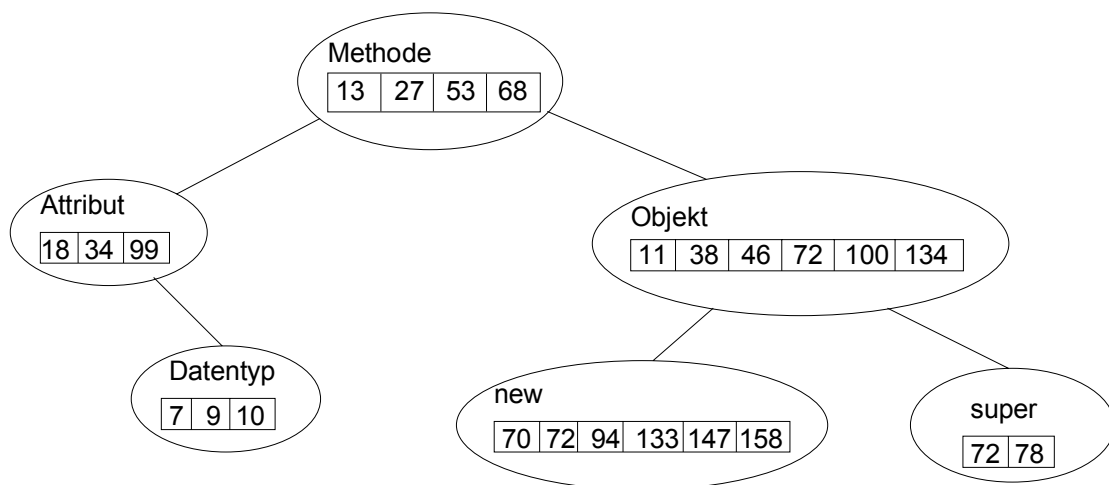 Methode
13 27 53 68
Attribut
18 34 99
Objekt
11 38 46 72 100 134
Datentyp
7 9 10
new
70 72 94 133 147 158
super
72 78